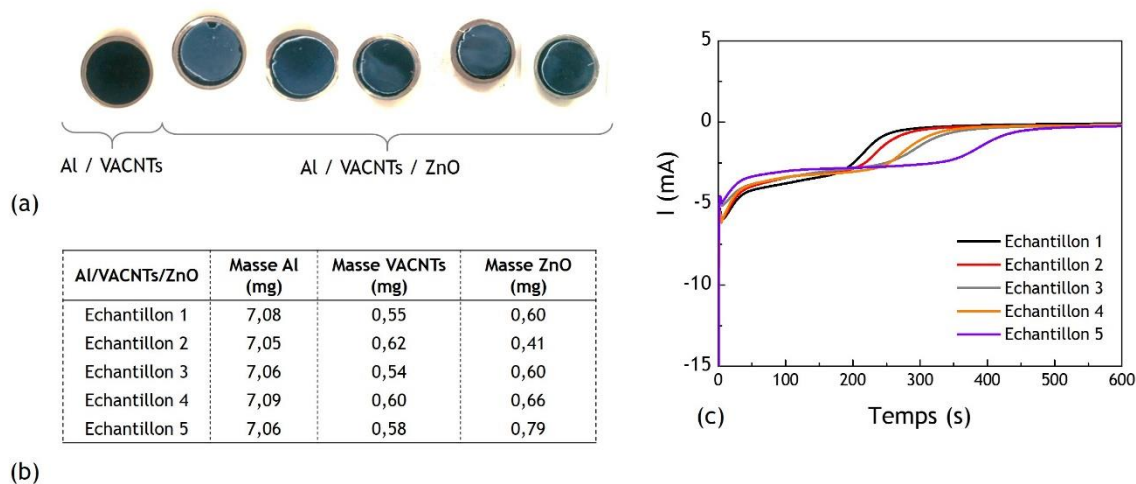 Al / VACNTs
Al / VACNTs / ZnO
(a)
Al/VACNTs/ZnO Masse Al (mg) Masse VACNTs (mg) Masse ZnO (mg)
Echantillon 1 7,08 0,55 0,60
Echantillon 2 7,05 0,62 0,41
Echantillon 3 7,06 0,54 0,60
Echantillon 4 7,09 0,60 0,66
Echantillon 5 7,06 0,58 0,79
(b)
5
0
-5
-10
-15
I (mA)
Echantillon 1
Echantillon 2
Echantillon 3
Echantillon 4
Echantillon 5
0 100 200 300 400 500 600
(c)
Temps (s)